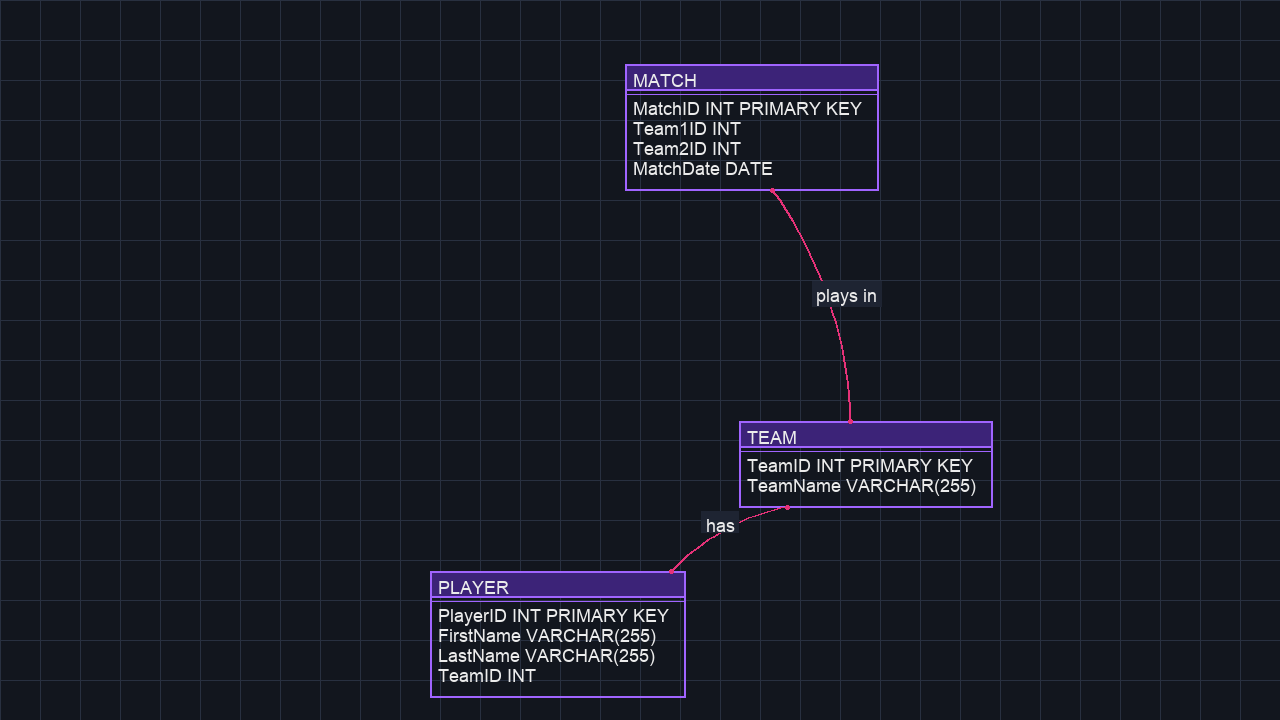 MATCH
MatchID INT PRIMARY KEY
Team1ID INT
Team2ID INT
MatchDate DATE
plays in
TEAM
TeamID INT PRIMARY KEY
TeamName VARCHAR(255)
has
PLAYER
PlayerID INT PRIMARY KEY
FirstName VARCHAR(255)
LastName VARCHAR(255)
TeamID INT